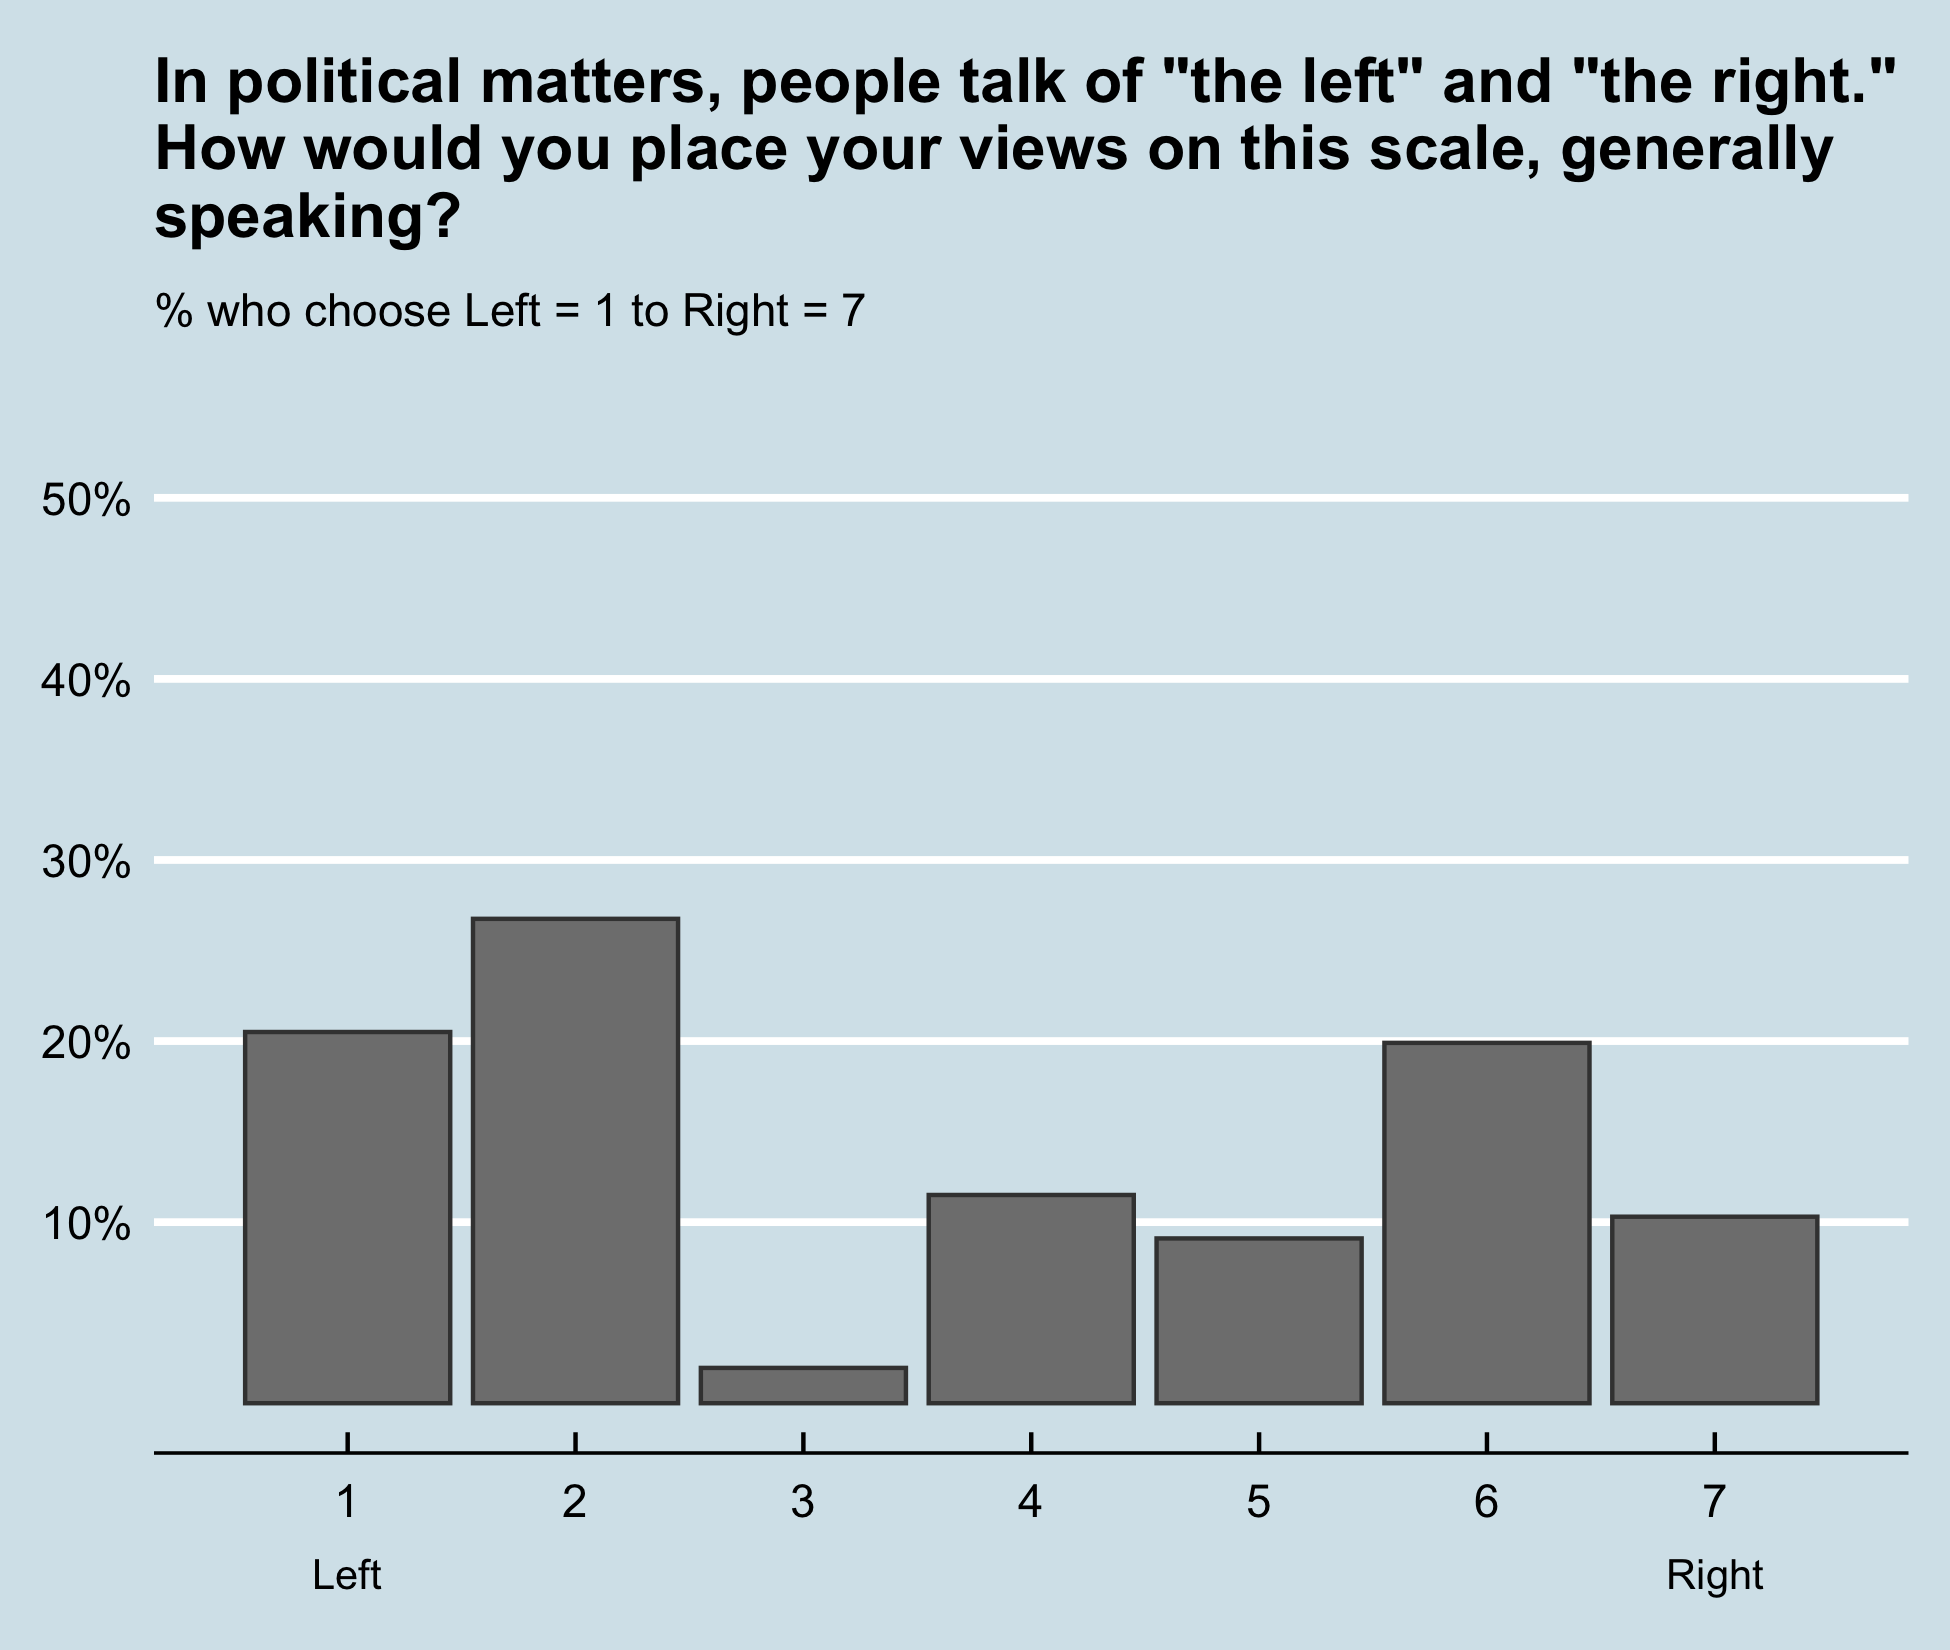 In political matters, people talk of "the left" and "the right."
How would you place your views on this scale, generally
speaking?
% who choose Left = 1 to Right = 7
50%
40%
30%
20%
10%
1 2 3 4 5 6 7
Left Right